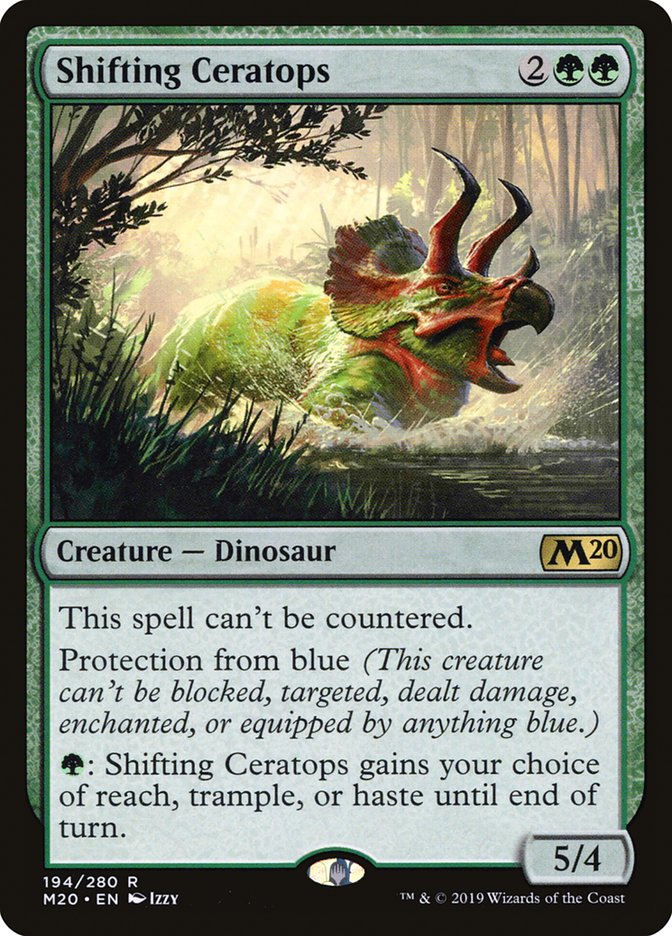 Shifting Ceratops 2
Creature — Dinosaur M20
This spell can't be countered.
Protection from blue (This creature
can't be blocked, targeted, dealt damage,
enchanted, or equipped by anything blue.)
: Shifting Ceratops gains your choice
of reach, trample, or haste until end of
turn.
5/4
194/280 R
M20 • EN Izzy
™ & © 2019 Wizards of the Coast